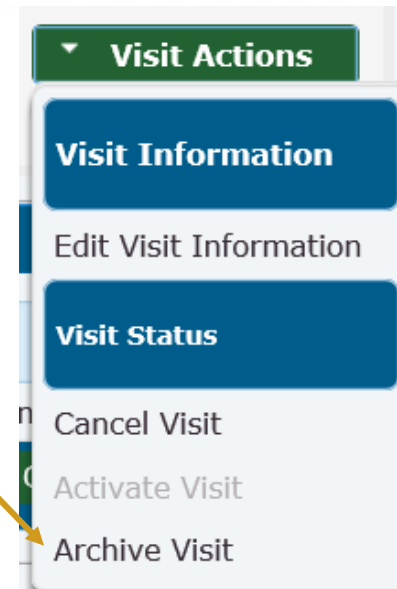 Visit Actions
Visit Information
Edit Visit Information
Visit Status
Cancel Visit
Activate Visit
Archive Visit